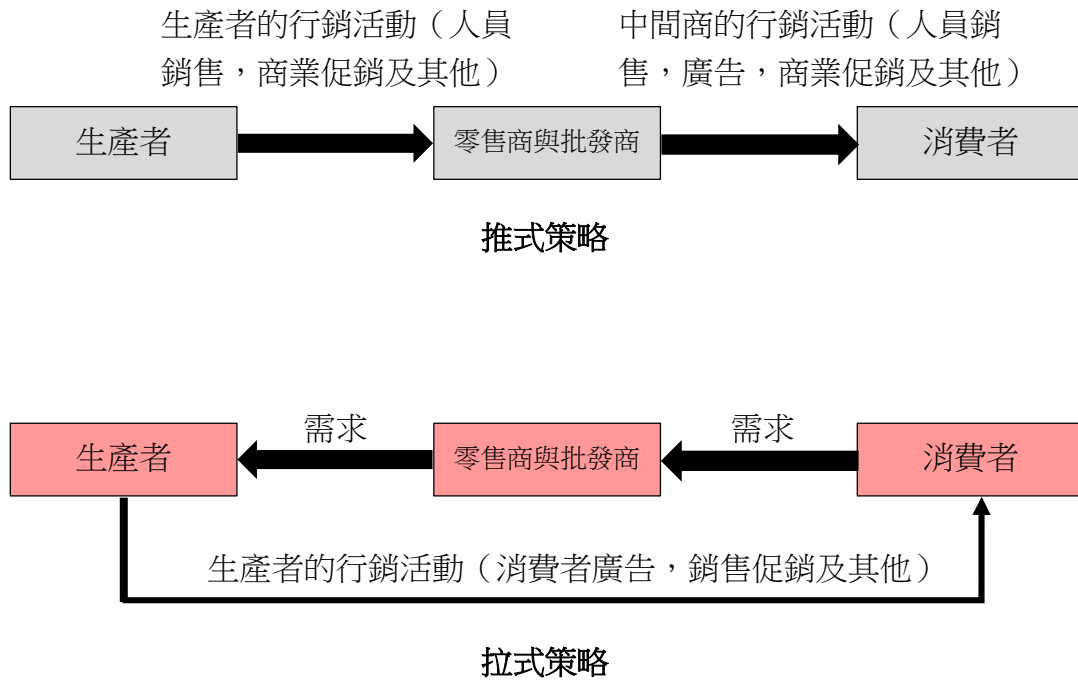 生產者的行銷活動（人員
銷售，商業促銷及其他）
中間商的行銷活動（人員銷
售，廣告，商業促銷及其他）
生產者
零售商與批發商
消費者
推式策略
需求
需求
生產者
零售商與批發商
消費者
生產者的行銷活動（消費者廣告，銷售促銷及其他）
拉式策略